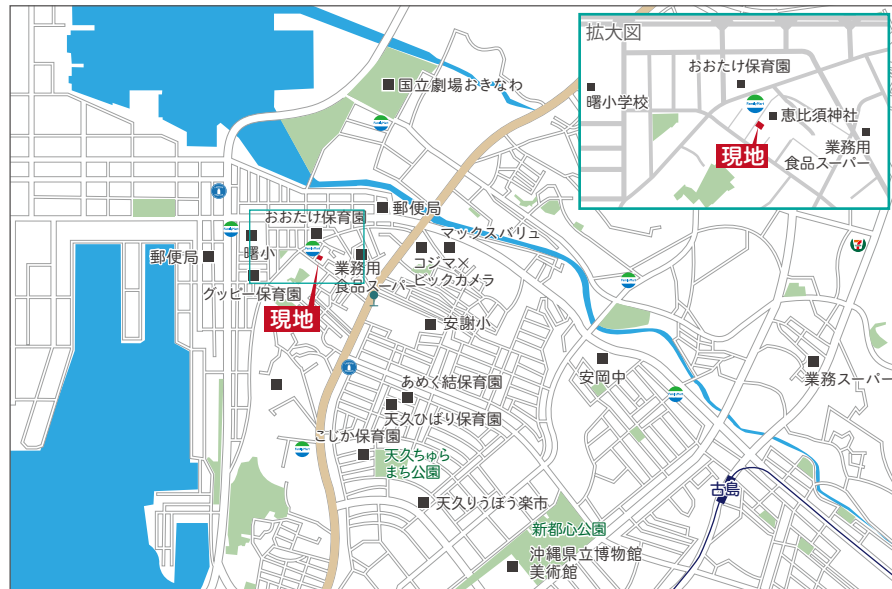 拡大図
おおたけ保育園
曙小学校
恵比須神社
業務用
食品スーパー
現地
国立劇場おきなわ
郵便局
おおたけ保育園
曙小
郵便局
グッピー保育園
業務用
食品スーパー
マックスバリュ
コジマ×
ビックカメラ
現地
安謝小
安岡中
業務スーパー
あめく結保育園
天久ひばり保育園
こじか保育園
天久ちゅら
まち公園
天久りうぼう楽市
古島
新都心公園
沖縄県立博物館
美術館